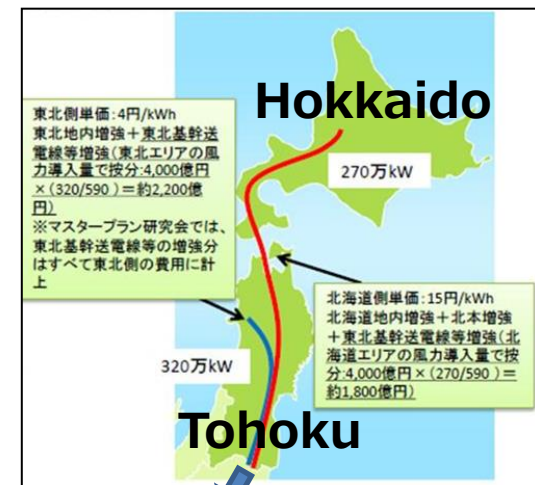 Hokkaido
東北側単価:4円/kWh
東北地内増強+東北基幹送
電線等増強(東北エリアの風
力導入量で按分:4,000億円
×(320/590)=約2,200億
円)
※マスタープラン研究会では、
東北基幹送電線等の増強分
はすべて東北側の費用に計
上
270万kW
北海道側単価:15円/kWh
北海道地内増強+北本増強
+東北基幹送電線等増強(北
海道エリアの風力導入量で按
分:4,000億円×(270/590)=
約1,800億円)
320万kW
Tohoku